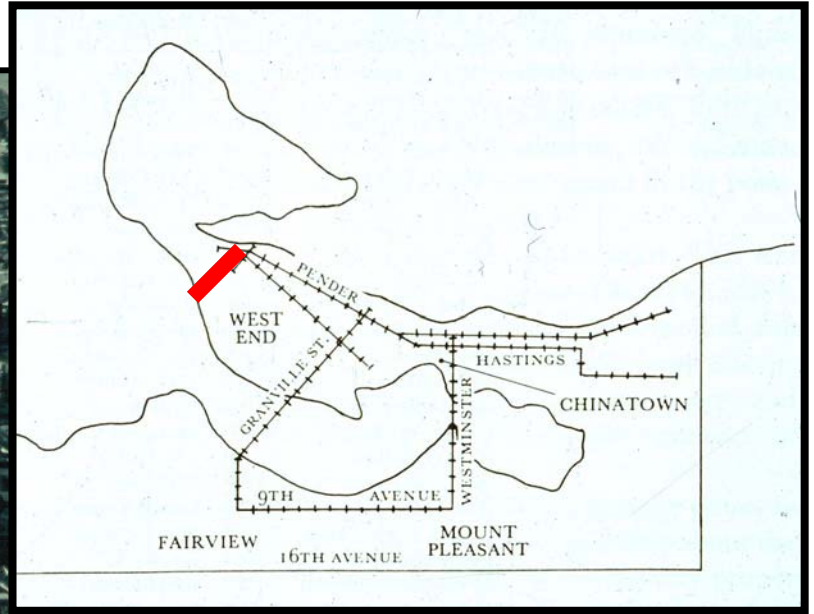 PENDER
WEST
END
GRANVILLE ST.
HASTINGS
CHINATOWN
WESTMINSTER
9TH AVENUE
FAIRVIEW
MOUNT
PLEASANT
16TH AVENUE